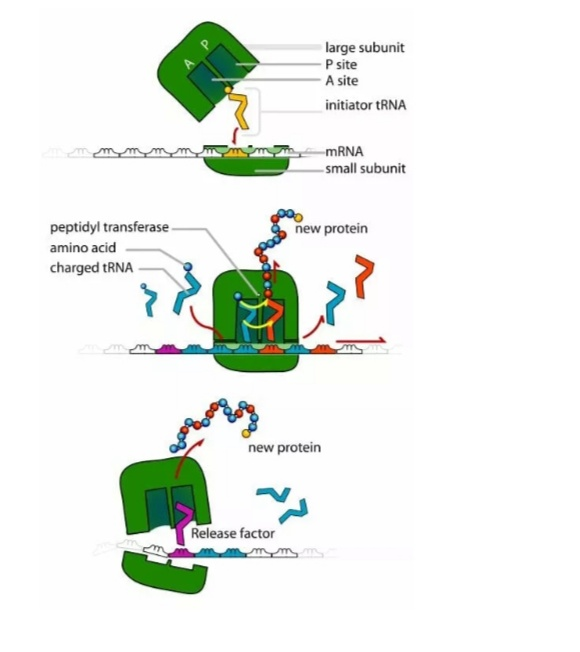 P
A
large subunit
P site
A site
initiator tRNA
mRNA
small subunit
peptidyl transferase
new protein
amino acid
charged tRNA
new protein
Release factor